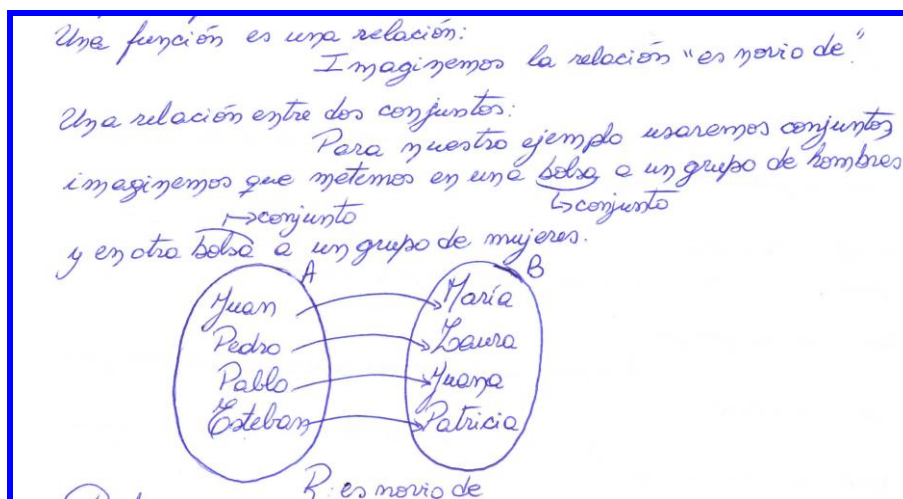 Una función es una relación:
Imaginemos la relación "es novio de".
Una relación entre dos conjuntos:
Para nuestro ejemplo usaremos conjuntos
imaginemos que metemos en una bolsa a un grupo de hombres
↳conjunto
↱conjunto
y en otra bolsa a un grupo de mujeres.
A B
Juan María
Pedro Laura
Pablo Juana
Esteban Patricia
R: es novio de